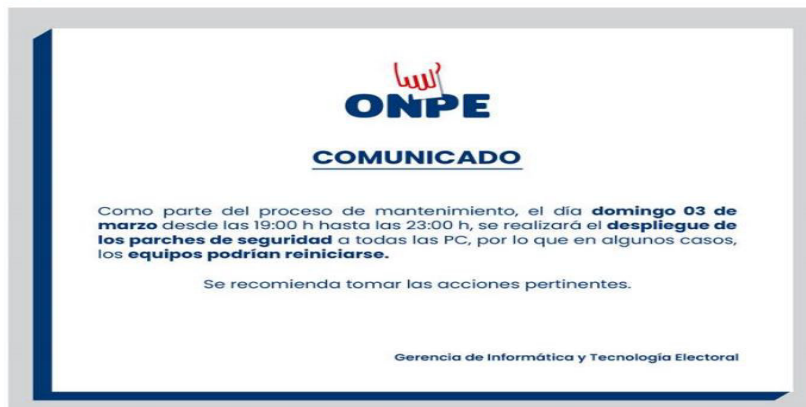 ONPE
COMUNICADO
Como parte del proceso de mantenimiento, el día domingo 03 de
marzo desde las 19:00 h hasta las 23:00 h, se realizará el despliegue de
los parches de seguridad a todas las PC, por lo que en algunos casos,
los equipos podrían reiniciarse.
Se recomienda tomar las acciones pertinentes.
Gerencia de Informática y Tecnología Electoral